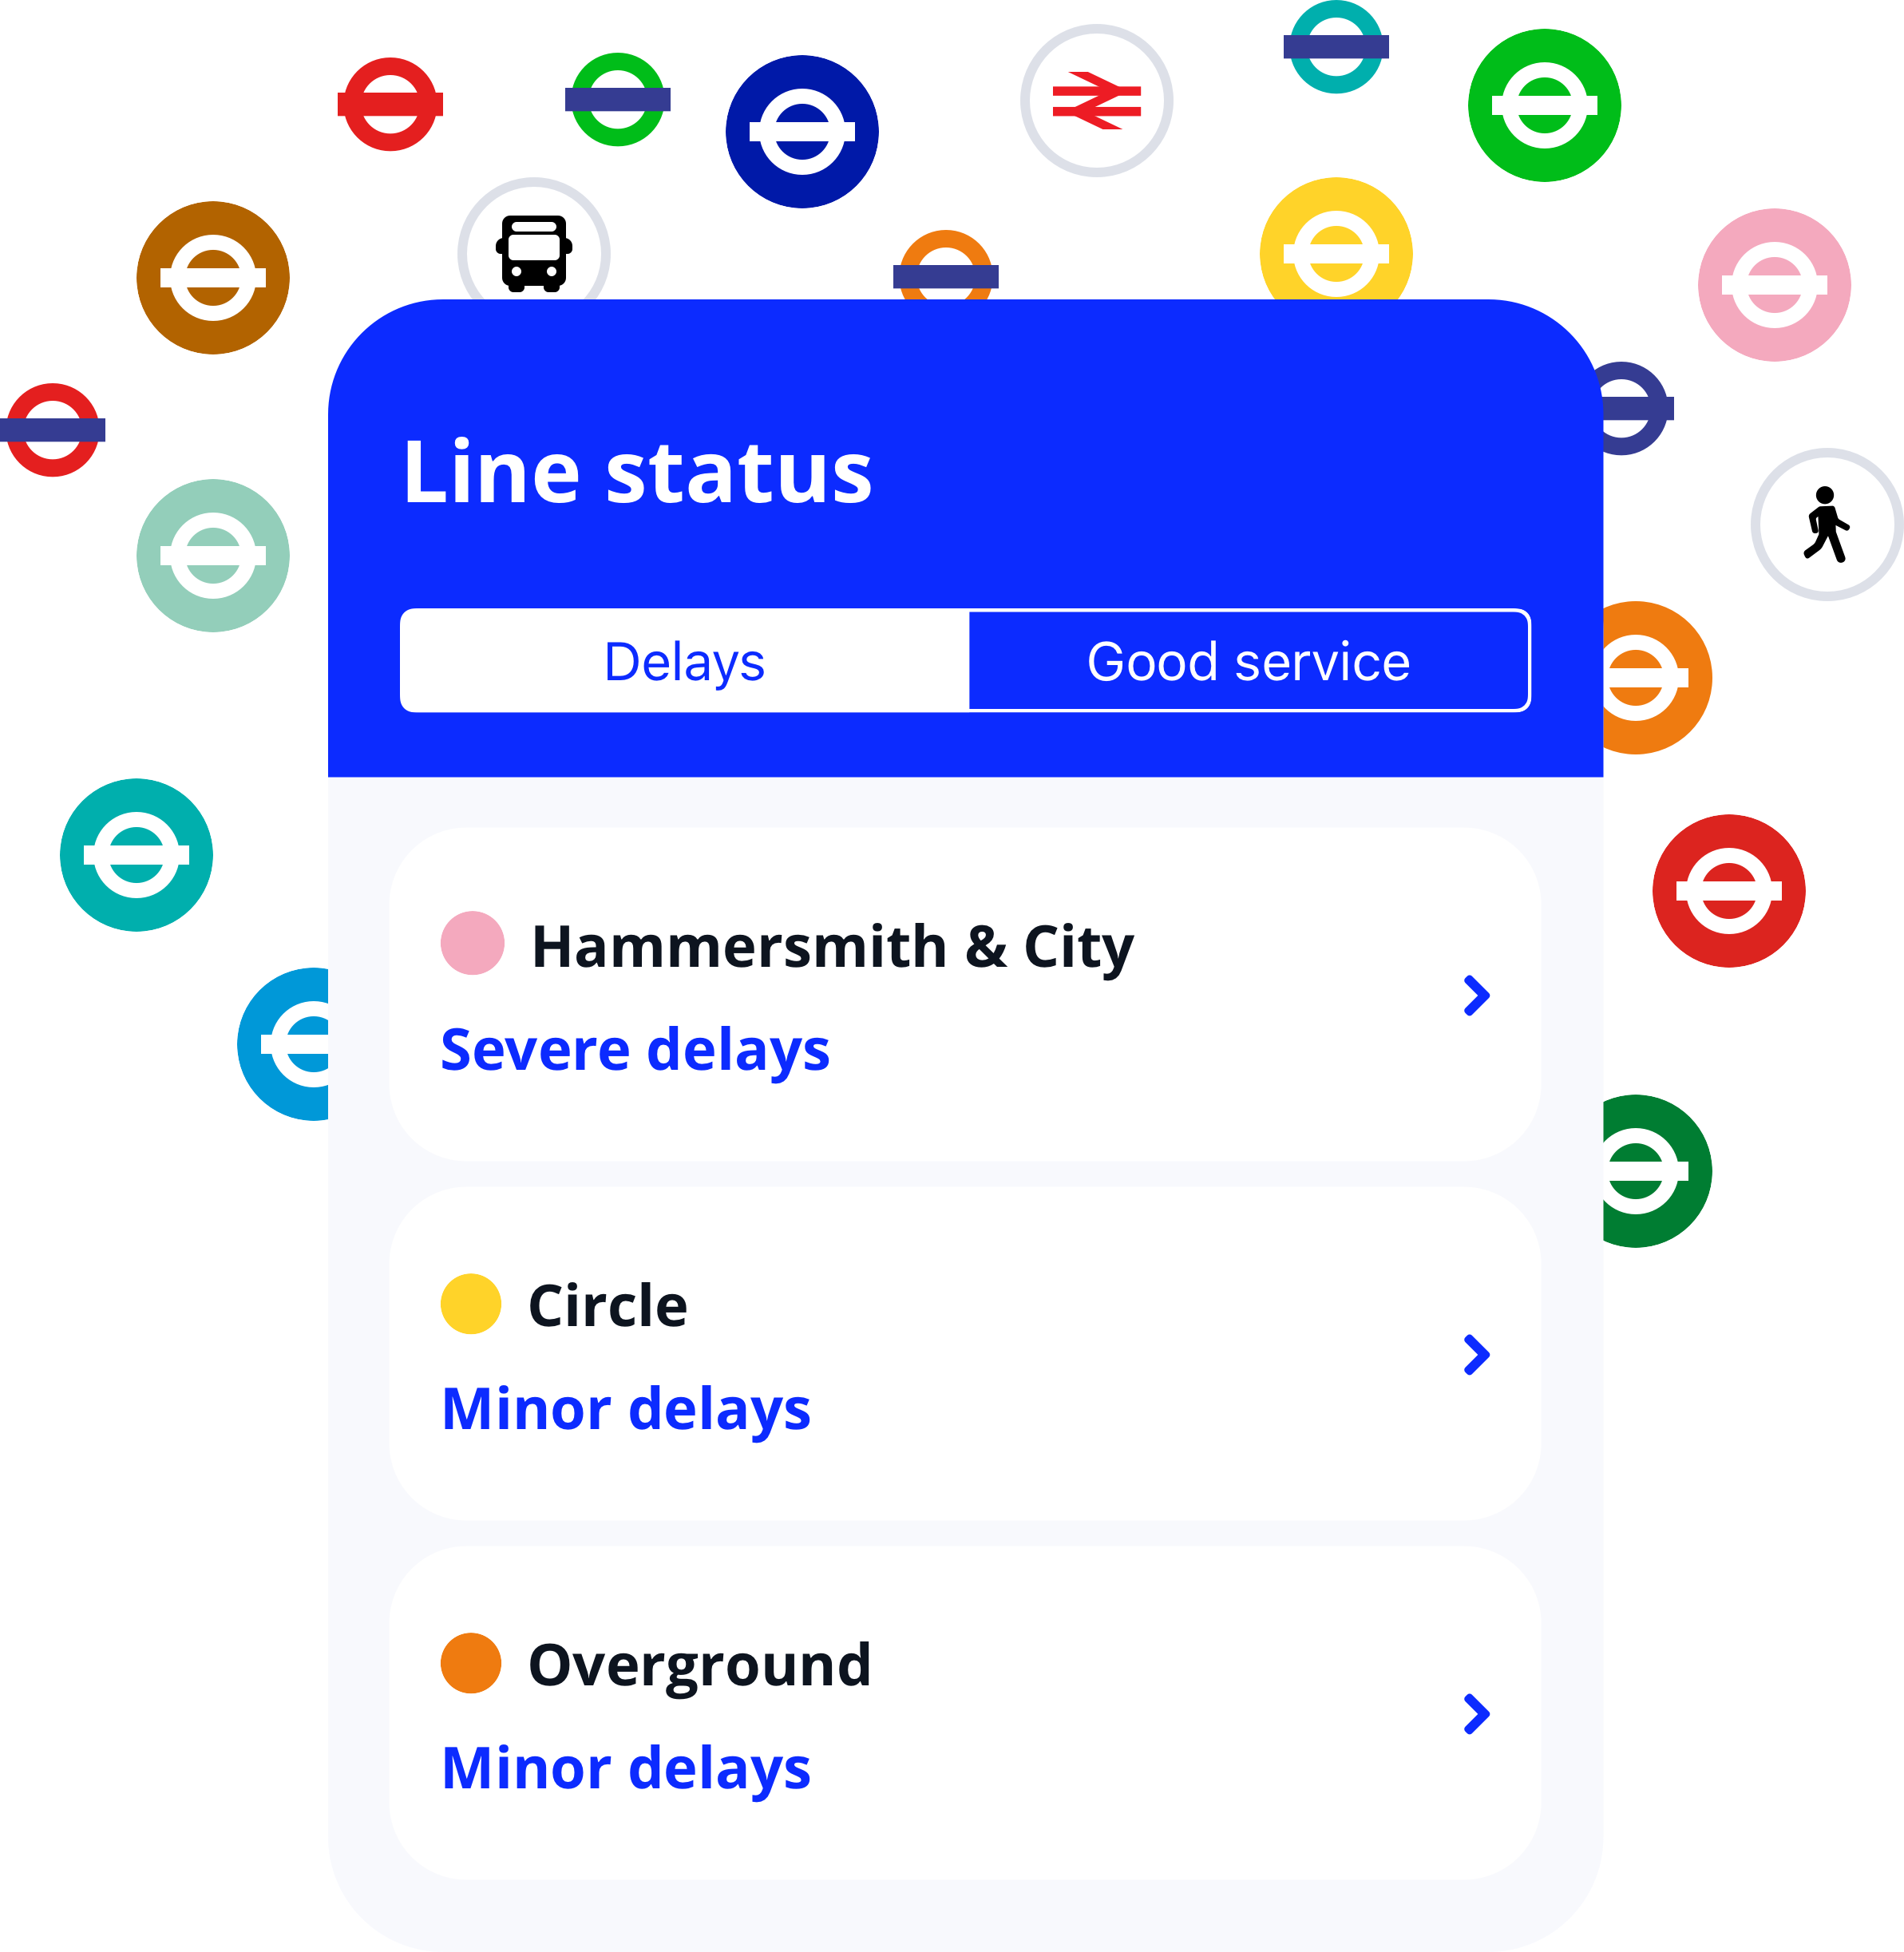 Line status
Delays
Good service
Hammersmith & City
Severe delays
Circle
Minor delays
Overground
Minor delays